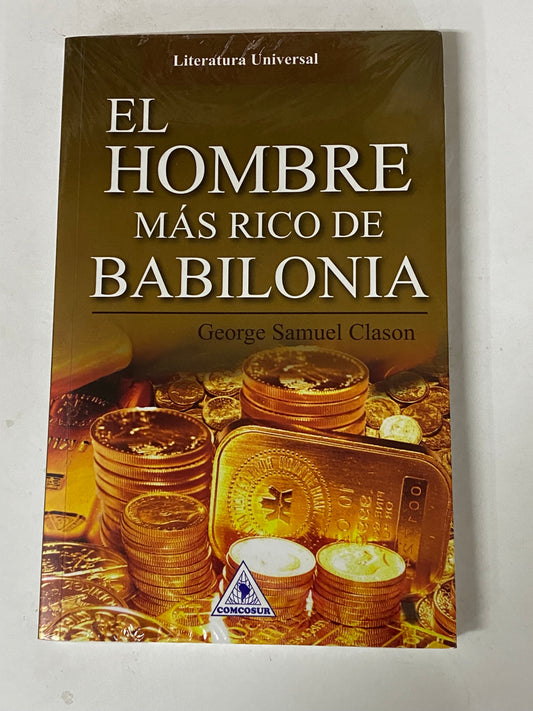 Literatura Universal
EL
HOMBRE
MÁS RICO DE
BABILONIA
George Samuel Clason
COMCOSUR